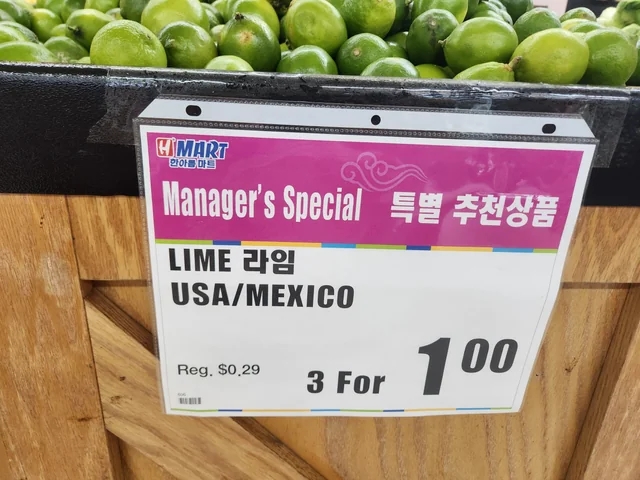 H MART
한아름 마트
Manager's Special 특별 추천상품
LIME 라임
USA/MEXICO
Reg. $0.29
3 For 1 00